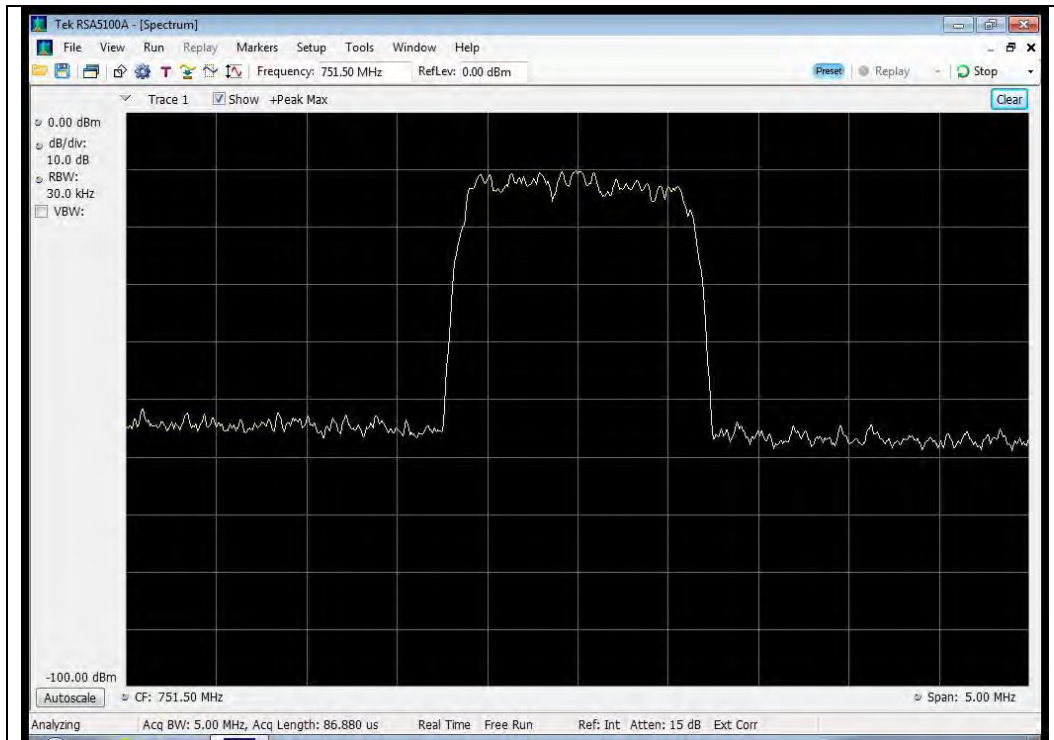 Tek RSA5100A - [Spectrum]
File View Run Replay Markers Setup Tools Window Help
T Frequency: 751.50 MHz RefLev: 0.00 dBm Preset Replay Stop
Trace 1 Show +Peak Max Clear
0.00 dBm
dB/div:
10.0 dB
RBW:
30.0 kHz
VBW:
-100.00 dBm
Autoscale CF: 751.50 MHz Span: 5.00 MHz
Analyzing Acq BW: 5.00 MHz, Acq Length: 86.880 us Real Time Free Run Ref: Int Atten: 15 dB Ext Corr